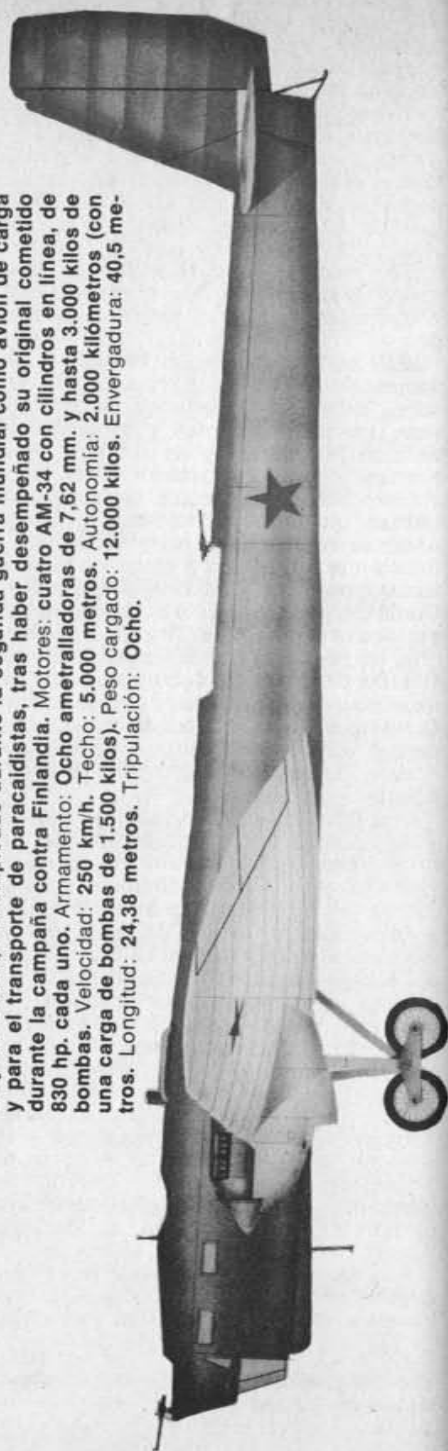 y para el transporte de paracaidistas, tras haber desempeñado su original cometido
durante la campaña contra Finlandia. Motores: cuatro AM-34 con cilindros en línea, de
830 hp. cada uno. Armamento: Ocho ametralladoras de 7,62 mm. y hasta 3.000 kilos de
bombas. Velocidad: 250 km/h. Techo: 5.000 metros. Autonomía: 2.000 kilómetros (con
una carga de bombas de 1.500 kilos). Peso cargado: 12.000 kilos. Envergadura: 40,5 me-
tros. Longitud: 24,38 metros. Tripulación: Ocho.